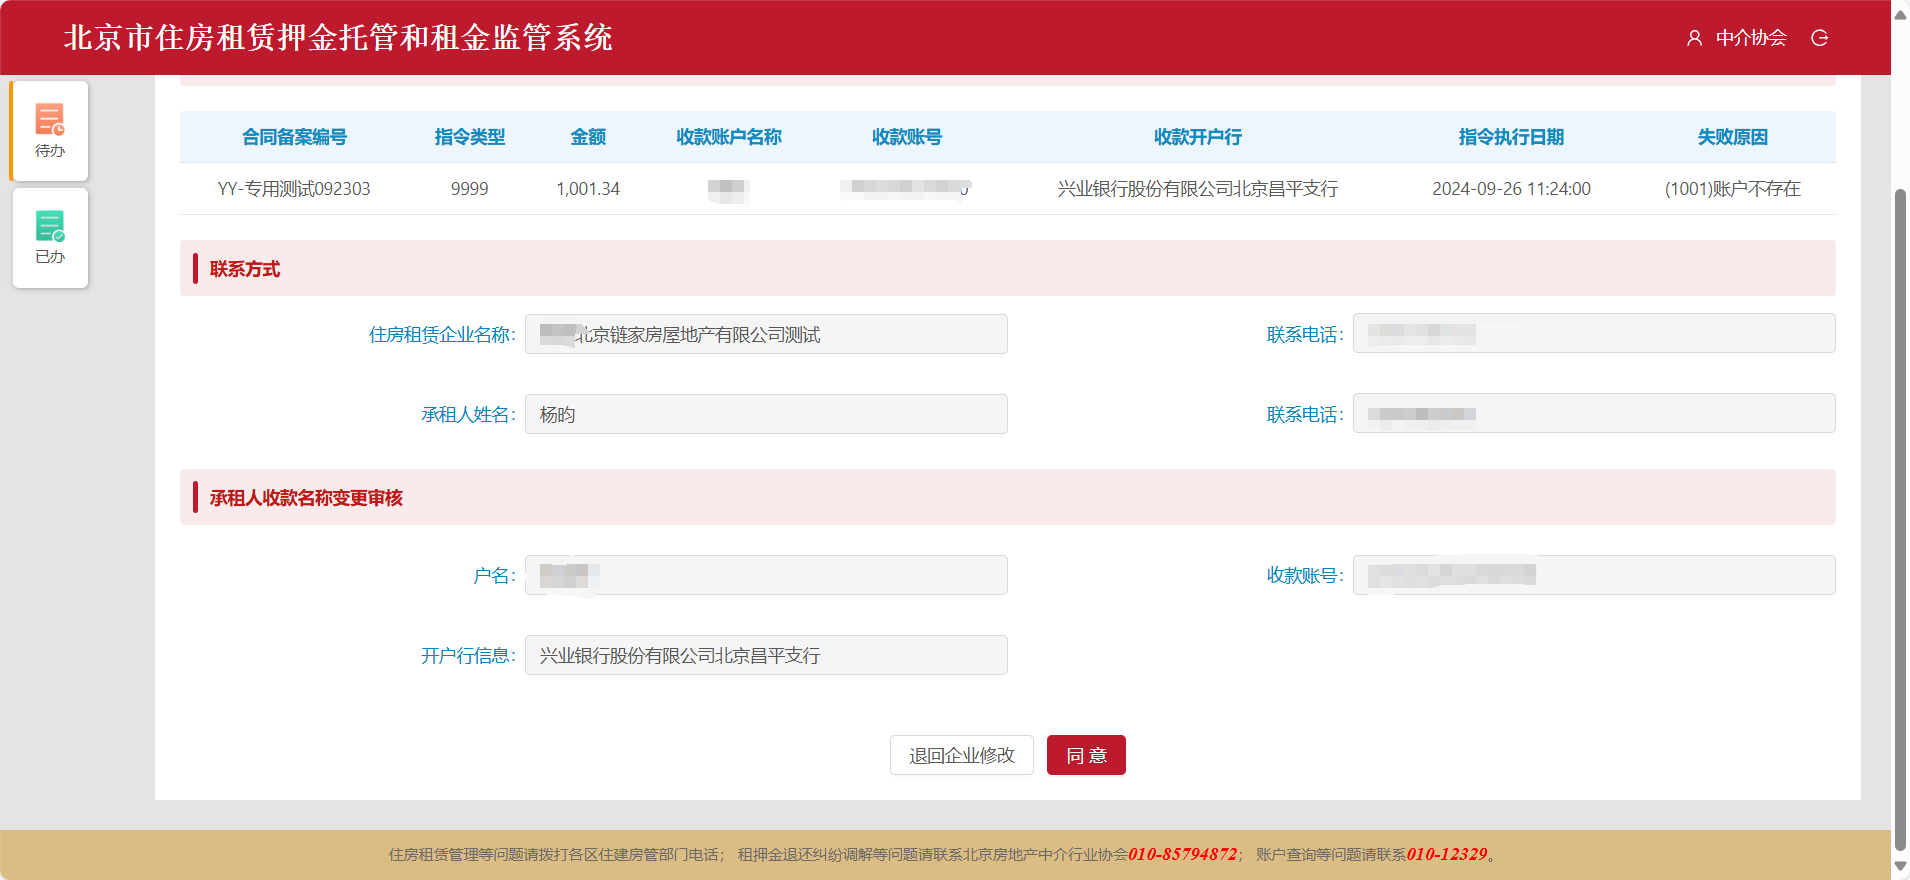 北京市住房租赁押金托管和租金监管系统
中介协会
待办
已办
合同备案编号 指令类型 金额 收款账户名称 收款账号 收款开户行 指令执行日期 失败原因
YY-专用测试092303 9999 1,001.34 兴业银行股份有限公司北京昌平支行 2024-09-26 11:24:00 (1001)账户不存在
联系方式
住房租赁企业名称: 北京链家房屋地产有限公司测试 联系电话:
承租人姓名: 杨昀 联系电话:
承租人收款名称变更审核
户名: 收款账号:
开户行信息: 兴业银行股份有限公司北京昌平支行
退回企业修改 同意
住房租赁管理等问题请拨打各区住建房管部门电话； 租押金退还纠纷调解等问题请联系北京房地产中介行业协会010-85794872； 账户查询等问题请联系010-12329。